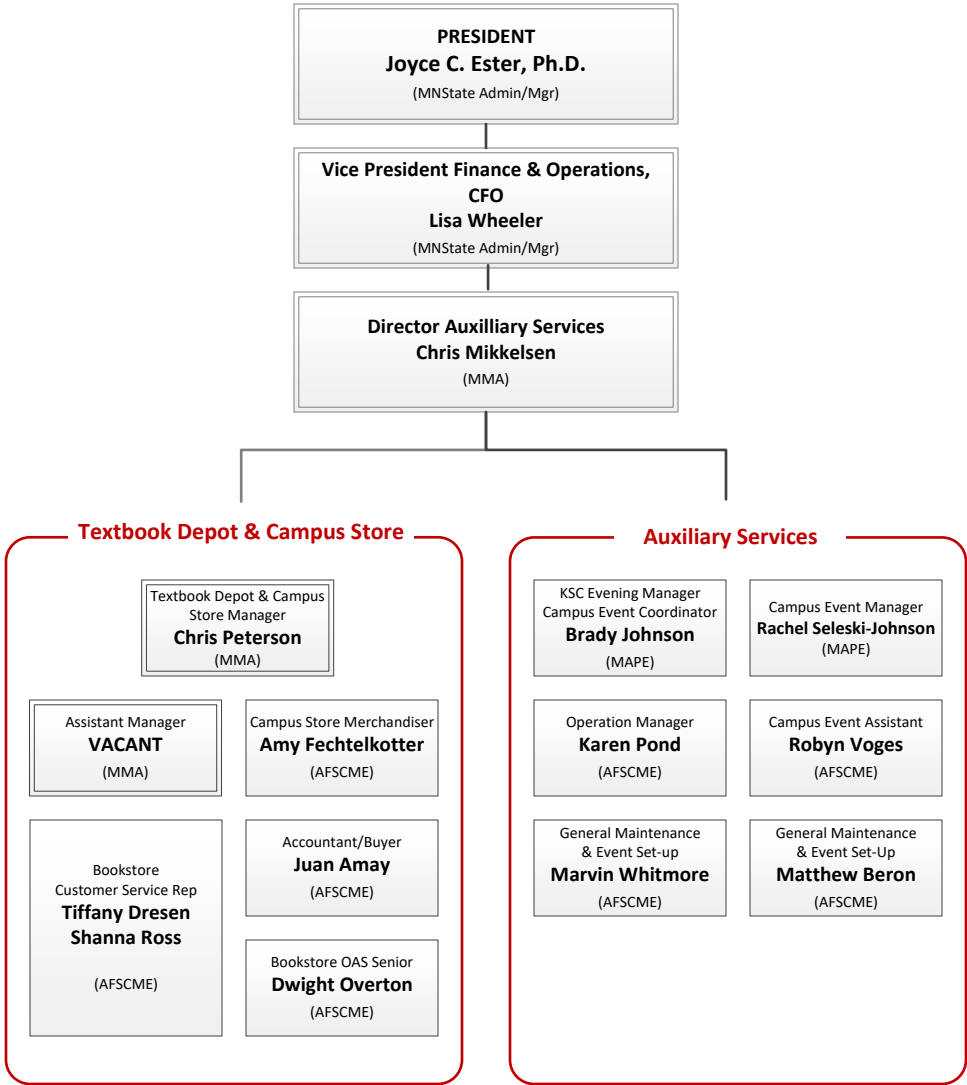 PRESIDENT
Joyce C. Ester, Ph.D.
(MNState Admin/Mgr)
Vice President Finance & Operations,
CFO
Lisa Wheeler
(MNState Admin/Mgr)
Director Auxilliary Services
Chris Mikkelsen
(MMA)
Textbook Depot & Campus Store
Textbook Depot & Campus
Store Manager
Chris Peterson
(MMA)
Assistant Manager
VACANT
(MMA)
Campus Store Merchandiser
Amy Fechtelkotter
(AFSCME)
Bookstore
Customer Service Rep
Tiffany Dresen
Shanna Ross
(AFSCME)
Accountant/Buyer
Juan Amay
(AFSCME)
Bookstore OAS Senior
Dwight Overton
(AFSCME)
Auxiliary Services
KSC Evening Manager
Campus Event Coordinator
Brady Johnson
(MAPE)
Campus Event Manager
Rachel Seleski-Johnson
(MAPE)
Operation Manager
Karen Pond
(AFSCME)
Campus Event Assistant
Robyn Voges
(AFSCME)
General Maintenance
& Event Set-up
Marvin Whitmore
(AFSCME)
General Maintenance
& Event Set-Up
Matthew Beron
(AFSCME)